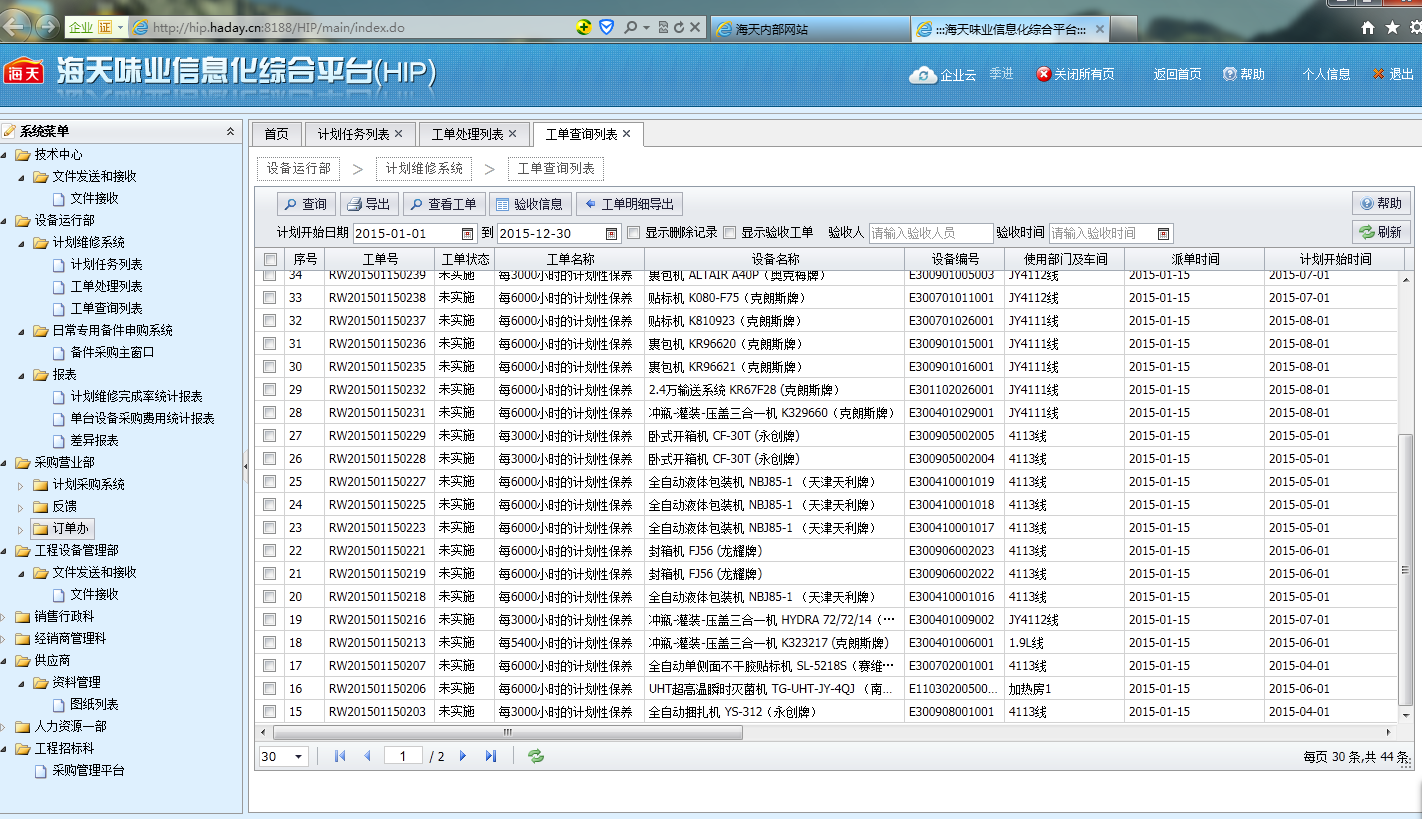 企业 证 http://hip.haday.cn:8188/HIP/main/index.do 海天内部网站 :::海天味业信息化综合平台:::
海天 海天味业信息化综合平台(HIP) 企业云 季进 关闭所有页 返回首页 帮助 个人信息 退出
系统菜单
技术中心
文件发送和接收
文件接收
设备运行部
计划维修系统
计划任务列表
工单处理列表
工单查询列表
日常专用备件申购系统
备件采购主窗口
报表
计划维修完成率统计报表
单台设备采购费用统计报表
差异报表
采购营业部
计划采购系统
反馈
订单办
工程设备管理部
文件发送和接收
文件接收
销售行政科
经销商管理科
供应商
资料管理
图纸列表
人力资源一部
工程招标科
采购管理平台
首页 计划任务列表 工单处理列表 工单查询列表
设备运行部 > 计划维修系统 > 工单查询列表
查询 导出 查看工单 验收信息 工单明细导出 帮助
计划开始日期 2015-01-01 到 2015-12-30 显示删除记录 显示验收工单 验收人 请输入验收人员 验收时间 请输入验收时间 刷新
序号 工单号 工单状态 工单名称 设备名称 设备编号 使用部门及车间 派单时间 计划开始时间
34 RW201501150239 未实施 每3000小时的计划性保养 裹包机 ALTAIR A40P（奥克梅牌） E300901005003 JY4112线 2015-01-15 2015-07-01
33 RW201501150238 未实施 每6000小时的计划性保养 贴标机 K080-F75（克朗斯牌） E300701011001 JY4112线 2015-01-15 2015-07-01
32 RW201501150237 未实施 每6000小时的计划性保养 贴标机 K810923（克朗斯牌） E300701026001 JY4111线 2015-01-15 2015-08-01
31 RW201501150236 未实施 每6000小时的计划性保养 裹包机 KR96620（克朗斯牌） E300901015001 JY4111线 2015-01-15 2015-08-01
30 RW201501150235 未实施 每6000小时的计划性保养 裹包机 KR96621（克朗斯牌） E300901016001 JY4111线 2015-01-15 2015-08-01
29 RW201501150232 未实施 每6000小时的计划性保养 2.4万输送系统 KR67F28 (克朗斯牌) E301102026001 JY4111线 2015-01-15 2015-08-01
28 RW201501150231 未实施 每6000小时的计划性保养 冲瓶-灌装-压盖三合一机 K329660（克朗斯牌） E300401029001 JY4111线 2015-01-15 2015-08-01
27 RW201501150229 未实施 每3000小时的计划性保养 卧式开箱机 CF-30T (永创牌) E300905002005 4113线 2015-01-15 2015-05-01
26 RW201501150228 未实施 每3000小时的计划性保养 卧式开箱机 CF-30T (永创牌) E300905002004 4113线 2015-01-15 2015-05-01
25 RW201501150227 未实施 每6000小时的计划性保养 全自动液体包装机 NBJ85-1 （天津天利牌） E300410001019 4113线 2015-01-15 2015-05-01
24 RW201501150225 未实施 每6000小时的计划性保养 全自动液体包装机 NBJ85-1 （天津天利牌） E300410001018 4113线 2015-01-15 2015-05-01
23 RW201501150223 未实施 每6000小时的计划性保养 全自动液体包装机 NBJ85-1 （天津天利牌） E300410001017 4113线 2015-01-15 2015-05-01
22 RW201501150221 未实施 每6000小时的计划性保养 封箱机 FJ56 (龙耀牌) E300906002023 4113线 2015-01-15 2015-06-01
21 RW201501150219 未实施 每6000小时的计划性保养 封箱机 FJ56 (龙耀牌) E300906002022 4113线 2015-01-15 2015-06-01
20 RW201501150218 未实施 每6000小时的计划性保养 全自动液体包装机 NBJ85-1 （天津天利牌） E300410001016 4113线 2015-01-15 2015-05-01
19 RW201501150216 未实施 每3000小时的计划性保养 冲瓶-灌装-压盖三合一机 HYDRA 72/72/14（… E300401009002 JY4112线 2015-01-15 2015-07-01
18 RW201501150213 未实施 每5400小时的计划性保养 冲瓶-灌装-压盖三合一机 K323217 (克朗斯牌) E300401006001 1.9L线 2015-01-15 2015-06-01
17 RW201501150207 未实施 每6000小时的计划性保养 全自动单侧面不干胶贴标机 SL-5218S（赛维… E300702001001 4113线 2015-01-15 2015-04-01
16 RW201501150206 未实施 每6000小时的计划性保养 UHT超高温瞬时灭菌机 TG-UHT-JY-4QJ （南... E11030200500... 加热房1 2015-01-15 2015-06-01
15 RW201501150203 未实施 每3000小时的计划性保养 全自动捆扎机 YS-312（永创牌） E300908001001 4113线 2015-01-15 2015-04-01
30 1 / 2 每页 30 条,共 44 条